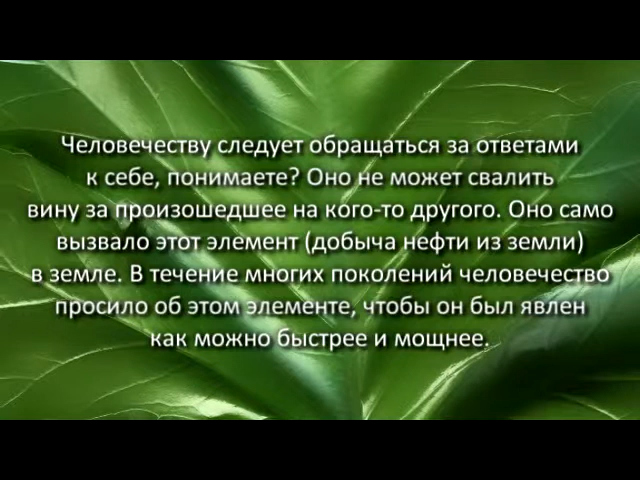 Человечеству следует обращаться за ответами
к себе, понимаете? Оно не может свалить
вину за произошедшее на кого-то другого. Оно само
вызвало этот элемент (добыча нефти из земли)
в земле. В течение многих поколений человечество
просило об этом элементе, чтобы он был явлен
как можно быстрее и мощнее.